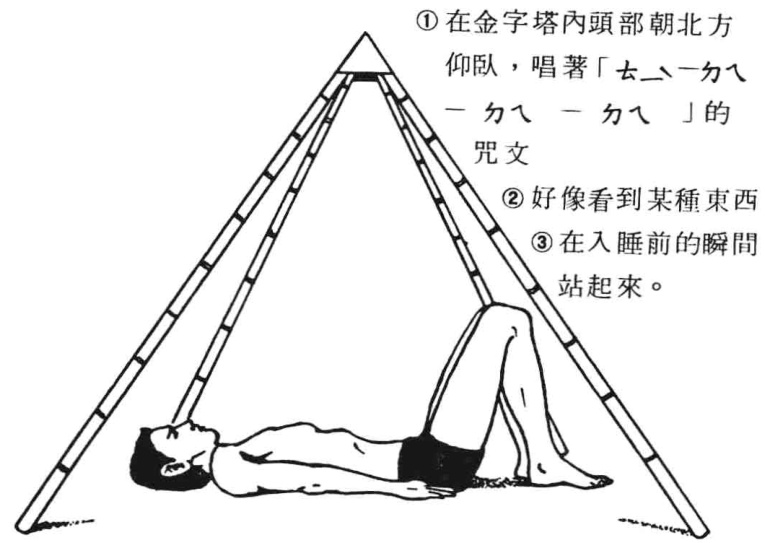 ① 在金字塔內頭部朝北方
仰臥，唱著「ㄊ一ㄉㄟ
一 ㄉㄟ 一 ㄉㄟ 」的
咒文
② 好像看到某種東西
③ 在入睡前的瞬間
站起來。